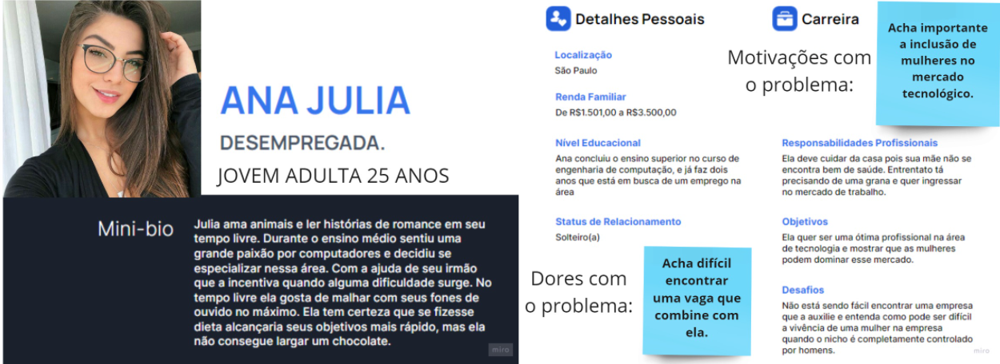 ANA JULIA
DESEMPREGADA.
JOVEM ADULTA 25 ANOS
Mini-bio
Julia ama animais e ler histórias de romance em seu
tempo livre. Durante o ensino médio sentiu uma
grande paixão por computadores e decidiu se
especializar nessa área. Com a ajuda de seu irmão
que a incentiva quando alguma dificuldade surge. No
tempo livre ela gosta de malhar com seus fones de
ouvido no máximo. Ela tem certeza que se fizesse
dieta alcançaria seus objetivos mais rápido, mas ela
não consegue largar um chocolate.
miro
Detalhes Pessoais
Localização
São Paulo
Renda Familiar
De R$1.501,00 a R$3.500,00
Nível Educacional
Ana concluiu o ensino superior no curso de
engenharia de computação, e já faz dois
anos que está em busca de um emprego na
área
Status de Relacionamento
Solteiro(a)
Dores com
o problema:
Acha difícil
encontrar
uma vaga que
combine com
ela.
Carreira
Motivações com
o problema:
Acha importante
a inclusão de
mulheres no
mercado
tecnológico.
Responsabilidades Profissionais
Ela deve cuidar da casa pois sua mãe não se
encontra bem de saúde. Entrentato tá
precisando de uma grana e quer ingressar
no mercado de trabalho.
Objetivos
Ela quer ser uma ótima profissional na área
de tecnologia e mostrar que as mulheres
podem dominar esse mercado.
Desafios
Não está sendo fácil encontrar uma empresa
que a auxilie e entenda como pode ser difícil
a vivência de uma mulher na empresa
quando o nicho é completamente controlado
por homens.
miro